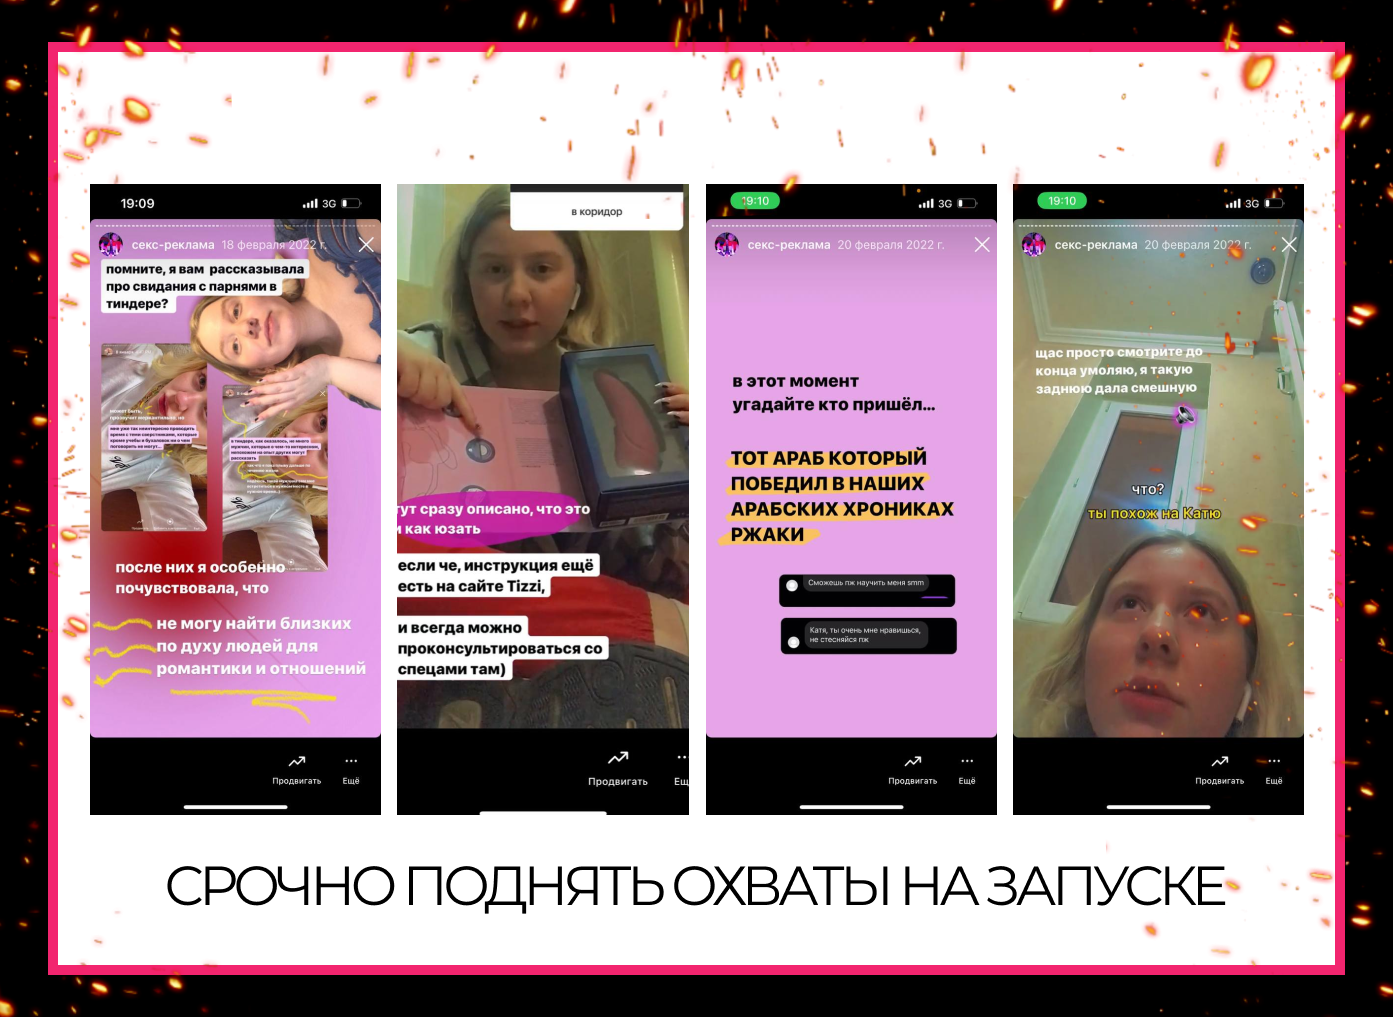 19:09
3G
секс-реклама 18 февраля 2022 г.
помните, я вам рассказывала
про свидания с парнями в
тиндере?
после них я особенно
почувствовала, что
не могу найти близких
по духу людей для
романтики и отношений
Продвигать
Ещё
в коридор
тут сразу описано, что это
и как юзать
если че, инструкция ещё
есть на сайте Tizzi,
и всегда можно
проконсультироваться со
спецами там)
Продвигать
Ещ
19:10
3G
секс-реклама 20 февраля 2022 г.
в этот момент
угадайте кто пришёл...
ТОТ АРАБ КОТОРЫЙ
ПОБЕДИЛ В НАШИХ
АРАБСКИХ ХРОНИКАХ
РЖАКИ
Сможешь пж научить меня smm
Катя, ты очень мне нравишься,
не стесняйся пж
Продвигать
Ещё
19:10
3G
секс-реклама 20 февраля 2022 г.
щас просто смотрите до
конца умоляю, я такую
заднюю дала смешную
что?
ты похож на Катю
Продвигать
Ещё
СРОЧНО ПОДНЯТЬ ОХВАТЫ НА ЗАПУСКЕ